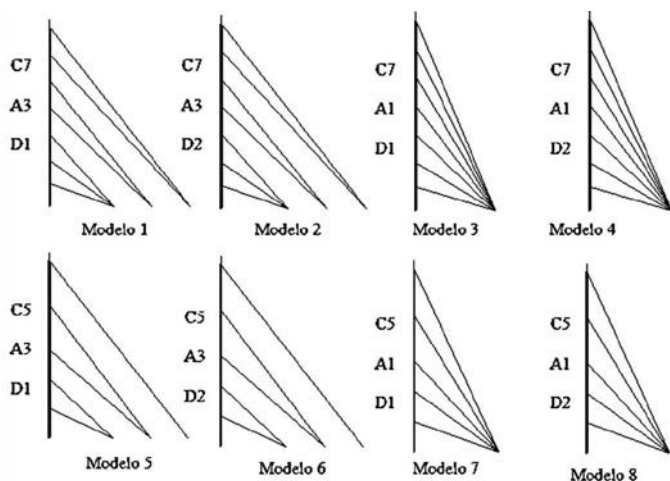 C7
A3
D1
Modelo 1
C7
A3
D2
Modelo 2
C7
A1
D1
Modelo 3
C7
A1
D2
Modelo 4
C5
A3
D1
Modelo 5
C5
A3
D2
Modelo 6
C5
A1
D1
Modelo 7
C5
A1
D2
Modelo 8